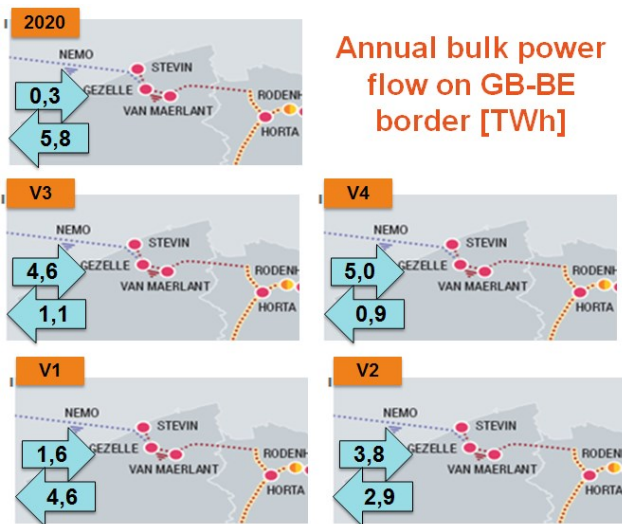 2020
Annual bulk power
flow on GB-BE
border [TWh]
NEMO
STEVIN
0,3
GEZELLE
VAN MAERLANT
RODENH
5,8
HORTA
V3
NEMO
STEVIN
4,6
GEZELLE
VAN MAERLANT
RODENH
1,1
HORTA
V4
NEMO
STEVIN
5,0
GEZELLE
VAN MAERLANT
RODENH
0,9
HORTA
V1
NEMO
STEVIN
1,6
GEZELLE
VAN MAERLANT
RODENH
4,6
HORTA
V2
NEMO
STEVIN
3,8
GEZELLE
VAN MAERLANT
RODEN
2,9
HORTA